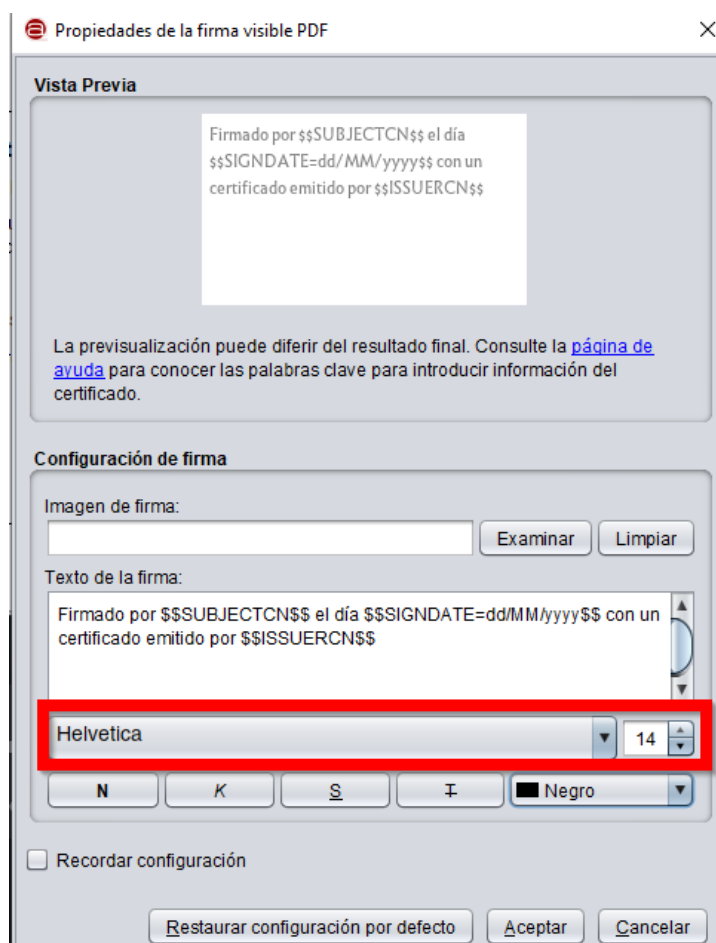 Propiedades de la firma visible PDF
Vista Previa
Firmado por $$SUBJECTCN$$ el día
$$SIGNDATE=dd/MM/yyyy$$ con un
certificado emitido por $$ISSUERCN$$
La previsualización puede diferir del resultado final. Consulte la página de
ayuda para conocer las palabras clave para introducir información del
certificado.
Configuración de firma
Imagen de firma:
Examinar Limpiar
Texto de la firma:
Firmado por $$SUBJECTCN$$ el día $$SIGNDATE=dd/MM/yyyy$$ con un
certificado emitido por $$ISSUERCN$$
Helvetica 14
N K S T Negro
Recordar configuración
Restaurar configuración por defecto Aceptar Cancelar